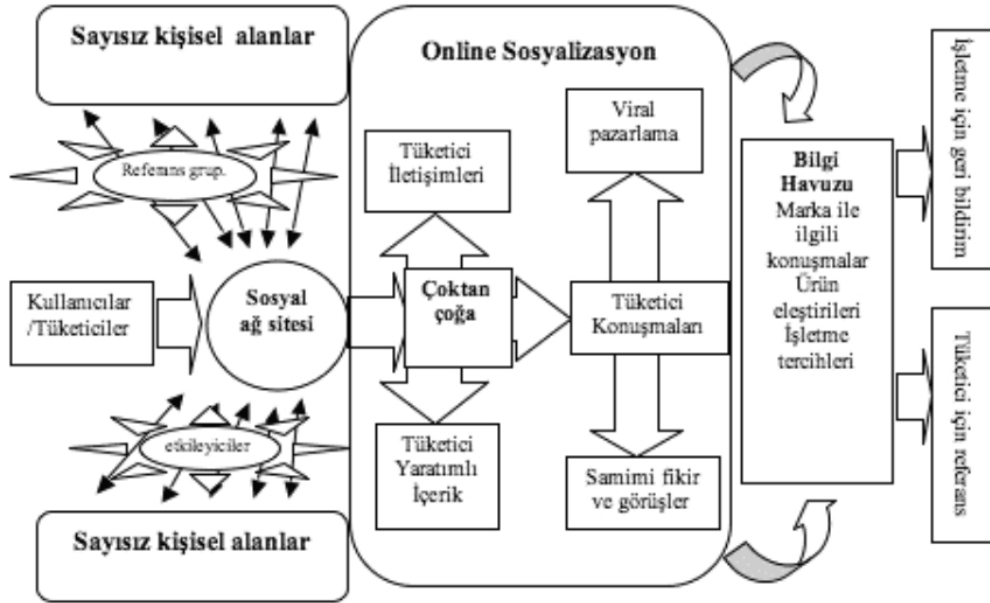 Sayısız kişisel alanlar
Referans grup.
Kullanıcılar
/Tüketiciler
Sosyal
ağ sitesi
etkileyiciler
Sayısız kişisel alanlar
Online Sosyalizasyon
Tüketici
İletişimleri
Çoktan
çoğa
Tüketici
Yaratımlı
İçerik
Viral
pazarlama
Tüketici
Konuşmaları
Samimi fikir
ve görüşler
Bilgi
Havuzu
Marka ile
ilgili
konuşmalar
Ürün
eleştirileri
İşletme
tercihleri
İşletme için geri bildirim
Tüketici için referans